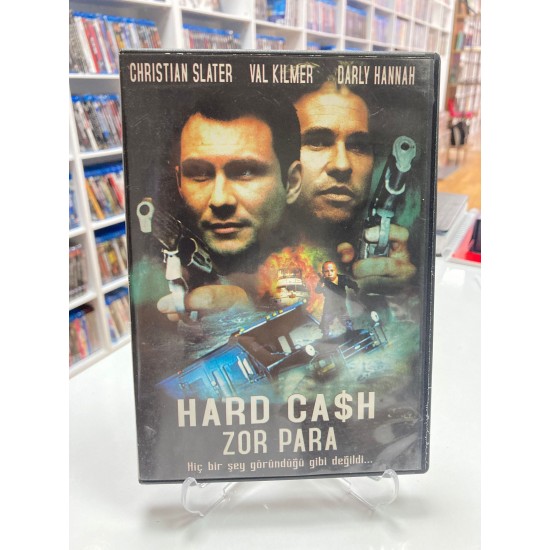 CHRISTIAN SLATER VAL KILMER DARLY HANNAH
HARD CA$H
ZOR PARA
Hiç bir şey göründüğü gibi değildi...